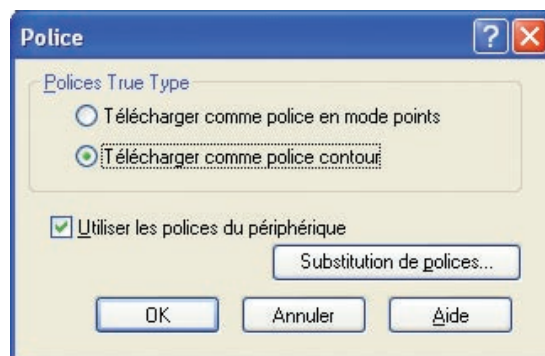 Police
Polices True Type
Télécharger comme police en mode points
Télécharger comme police contour
Utiliser les polices du périphérique
Substitution de polices...
OK Annuler Aide